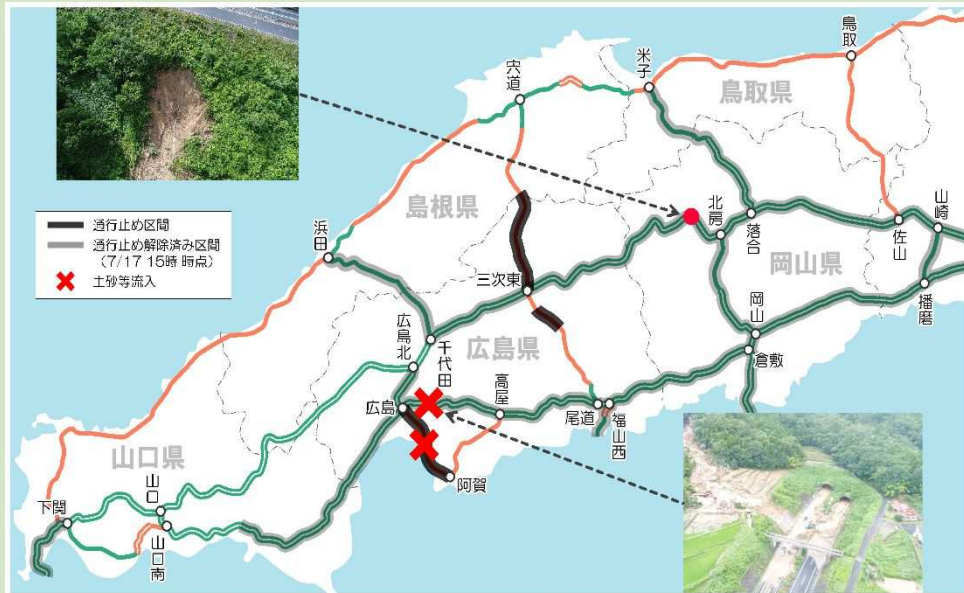 鳥取
米子
宍道
鳥取県
島根県
浜田
北房
落合
佐山
山崎
岡山県
三次東
播磨
岡山
倉敷
広島北
千代田
広島県
広島
高屋
尾道
福山西
阿賀
山口県
山口
山口南
下関
通行止め区間
通行止め解除済み区間
(7/17 15時 時点)
土砂等流入